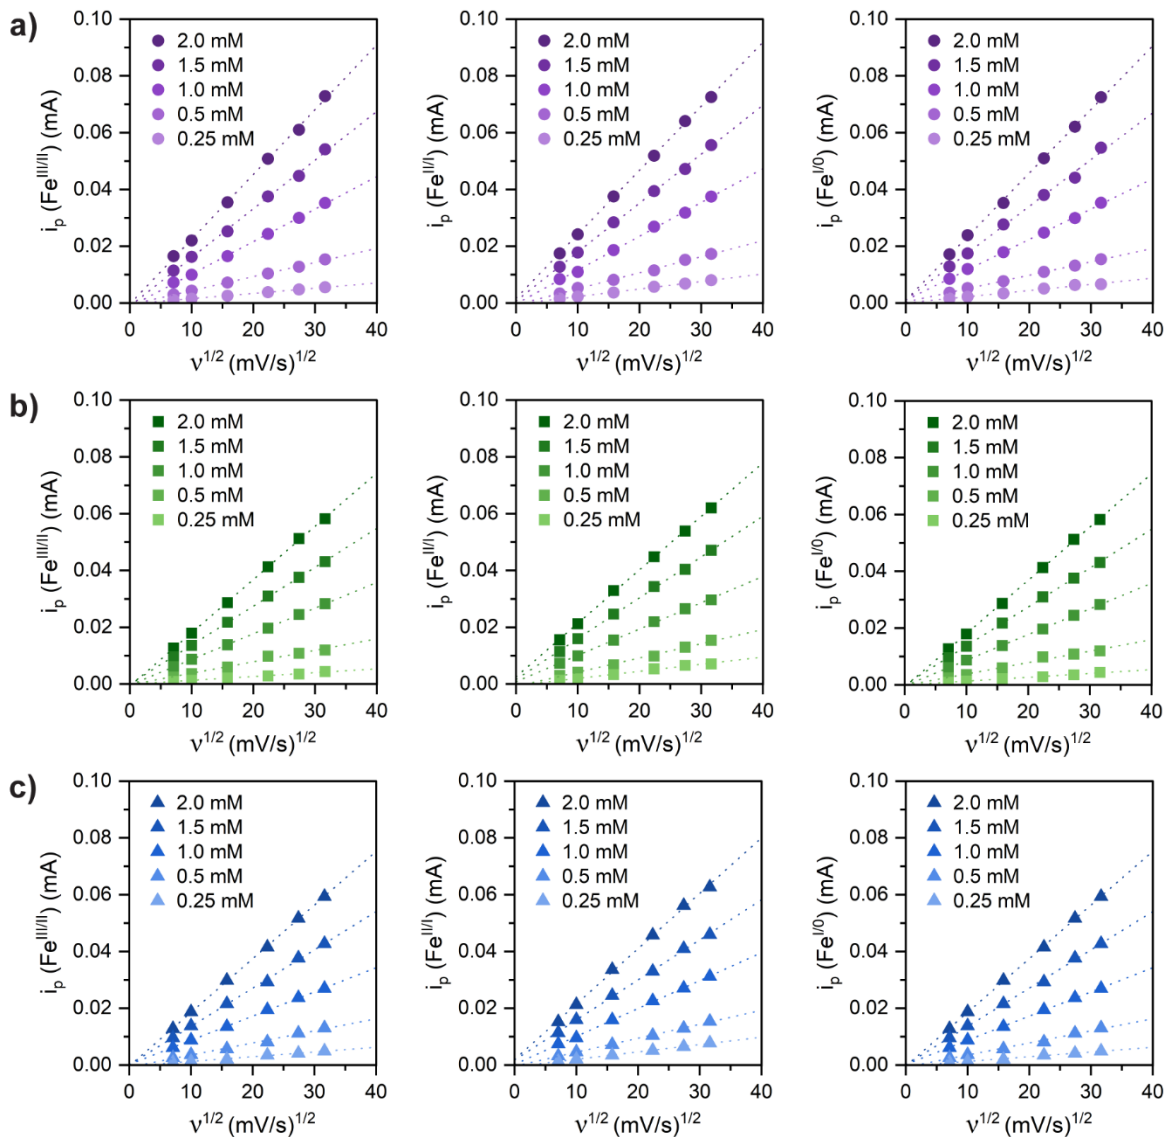 a)
0.10
0.08
0.06
0.04
0.02
0.00
i_p (Fe^III/II) (mA)
2.0 mM
1.5 mM
1.0 mM
0.5 mM
0.25 mM
0 10 20 30 40
ν^1/2 (mV/s)^1/2
0.10
0.08
0.06
0.04
0.02
0.00
i_p (Fe^II/I) (mA)
2.0 mM
1.5 mM
1.0 mM
0.5 mM
0.25 mM
0 10 20 30 40
ν^1/2 (mV/s)^1/2
0.10
0.08
0.06
0.04
0.02
0.00
i_p (Fe^I/0) (mA)
2.0 mM
1.5 mM
1.0 mM
0.5 mM
0.25 mM
0 10 20 30 40
ν^1/2 (mV/s)^1/2
b)
0.10
0.08
0.06
0.04
0.02
0.00
i_p (Fe^III/II) (mA)
2.0 mM
1.5 mM
1.0 mM
0.5 mM
0.25 mM
0 10 20 30 40
ν^1/2 (mV/s)^1/2
0.10
0.08
0.06
0.04
0.02
0.00
i_p (Fe^II/I) (mA)
2.0 mM
1.5 mM
1.0 mM
0.5 mM
0.25 mM
0 10 20 30 40
ν^1/2 (mV/s)^1/2
0.10
0.08
0.06
0.04
0.02
0.00
i_p (Fe^I/0) (mA)
2.0 mM
1.5 mM
1.0 mM
0.5 mM
0.25 mM
0 10 20 30 40
ν^1/2 (mV/s)^1/2
c)
0.10
0.08
0.06
0.04
0.02
0.00
i_p (Fe^III/II) (mA)
2.0 mM
1.5 mM
1.0 mM
0.5 mM
0.25 mM
0 10 20 30 40
ν^1/2 (mV/s)^1/2
0.10
0.08
0.06
0.04
0.02
0.00
i_p (Fe^II/I) (mA)
2.0 mM
1.5 mM
1.0 mM
0.5 mM
0.25 mM
0 10 20 30 40
ν^1/2 (mV/s)^1/2
0.10
0.08
0.06
0.04
0.02
0.00
i_p (Fe^I/0) (mA)
2.0 mM
1.5 mM
1.0 mM
0.5 mM
0.25 mM
0 10 20 30 40
ν^1/2 (mV/s)^1/2